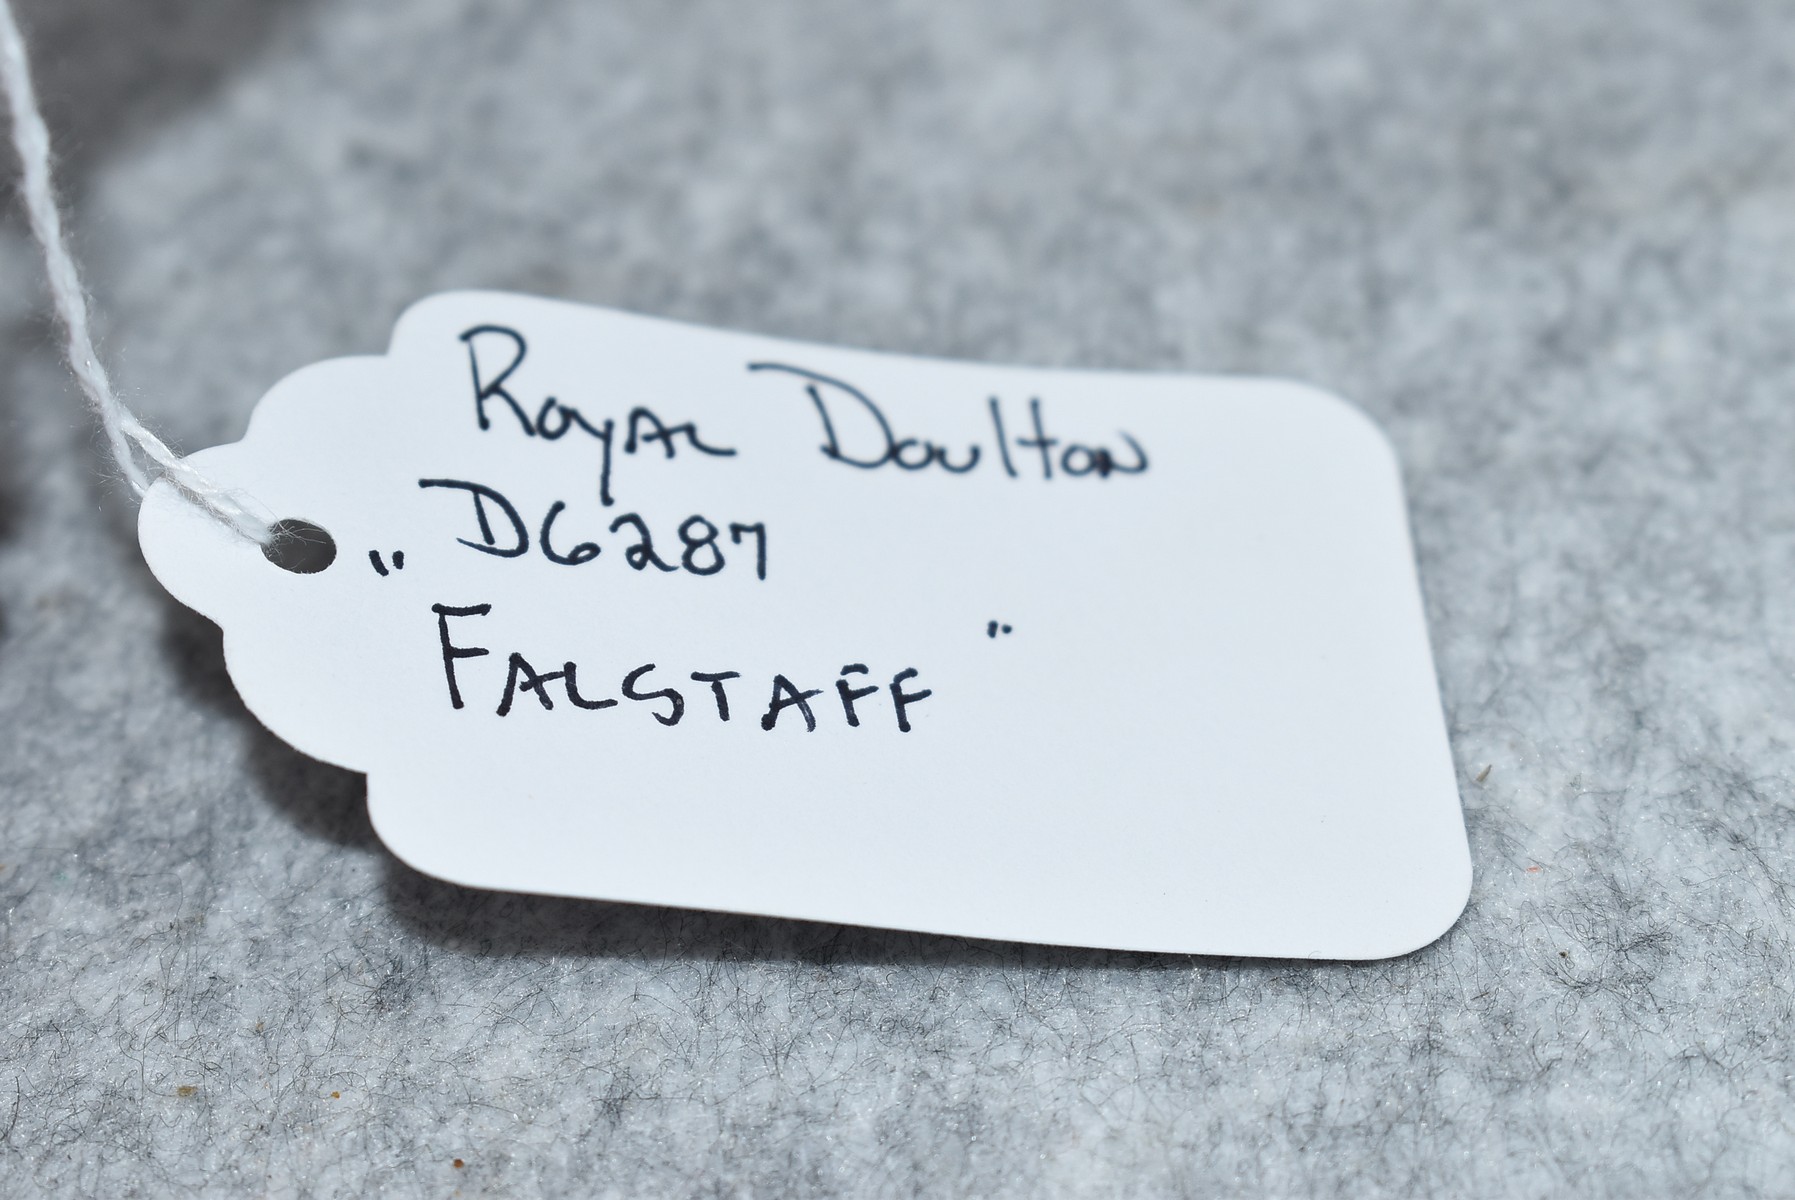 Royal Doulton
D6287
"Falstaff"